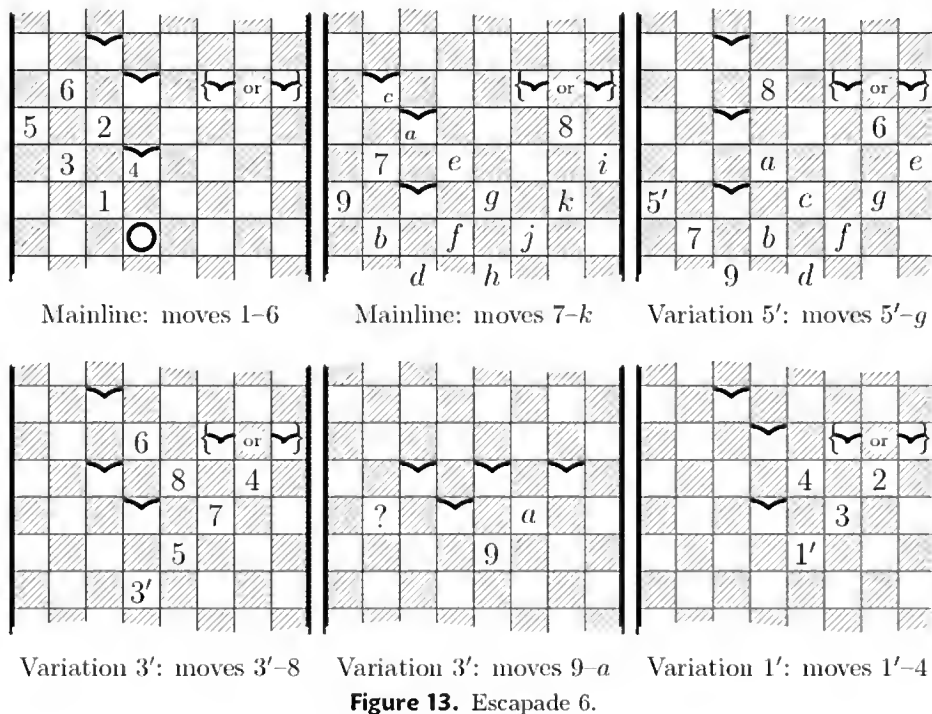 6 { or }
5 2
3 4
1
Mainline: moves 1–6
c { or }
a 8
7 e i
9 g k
b f j
d h
Mainline: moves 7–k
8 { or }
6
a e
5′ c g
7 b f
9 d
Variation 5′: moves 5′–g
6 { or }
8 4
7
5
3′
Variation 3′: moves 3′–8
? a
9
Variation 3′: moves 9–a
{ or }
4 2
3
1′
Variation 1′: moves 1′–4
Figure 13. Escapade 6.